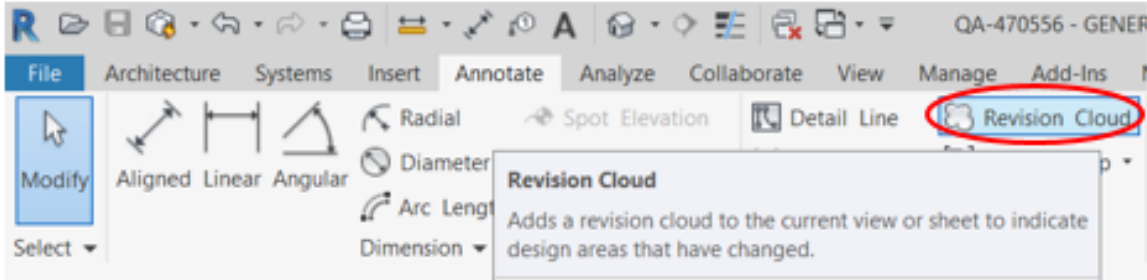 QA-470556 - GENER
File Architecture Systems Insert Annotate Analyze Collaborate View Manage Add-Ins
Radial Spot Elevation Detail Line Revision Cloud
Modify Aligned Linear Angular Diameter
Revision Cloud
Arc Lengt
Adds a revision cloud to the current view or sheet to indicate
Select Dimension design areas that have changed.